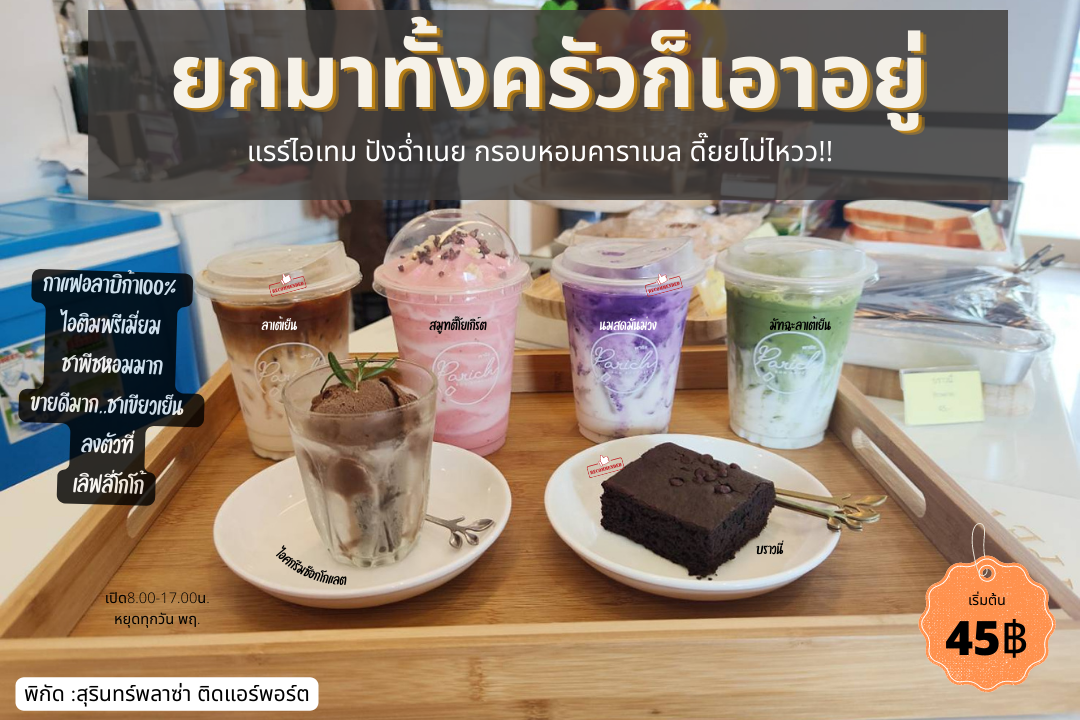 ยกมาทั้งครัวก็เอาอยู่
แรร์ไอเทม ปังฉ่ำเนย กรอบหอมคาราเมล ดี๊ยยไม่ไหวว!!
กาแฟอลาบิก้า100%
ไอติมพรีเมี่ยม
ชาพีชหอมมาก
ขายดีมาก..ชาเขียวเย็น
ลงตัวที่
เลิฟลี่โกโก้
RECOMMENDED
ลาเต้เย็น
สมูทตี้โยเกิร์ต
RECOMMENDED
นมสดมันม่วง
มัทฉะลาเต้เย็น
Parich
Parich
Parich
Parich
RECOMMENDED
ไอศกรีมช็อกโกแลต
บราวนี่
เปิด8.00-17.00น.
หยุดทุกวัน พฤ.
เริ่มต้น
45฿
พิกัด :สุรินทร์พลาซ่า ติดแอร์พอร์ต